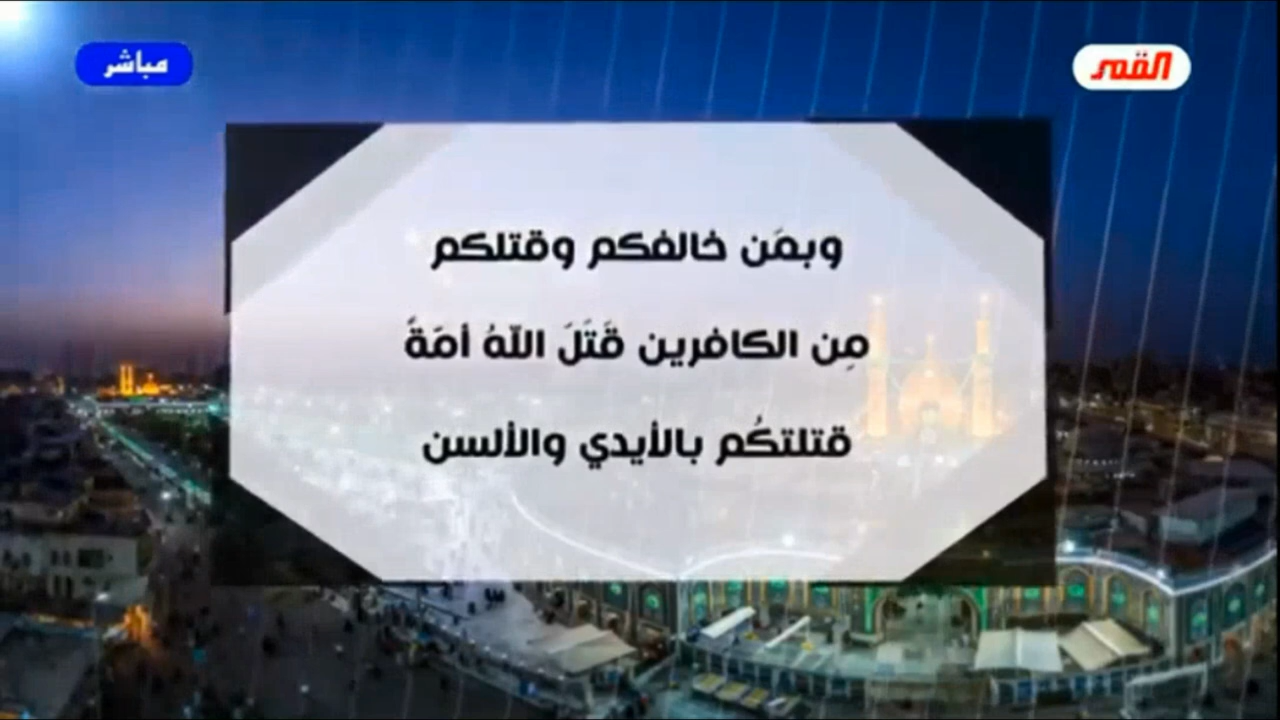 القمر
مباشر
وبمَن خالفكم وقتلكم
مِن الكافرين قَتَلَ اللّهُ أمَةً
قتلتكُم بالأيدي والألسن